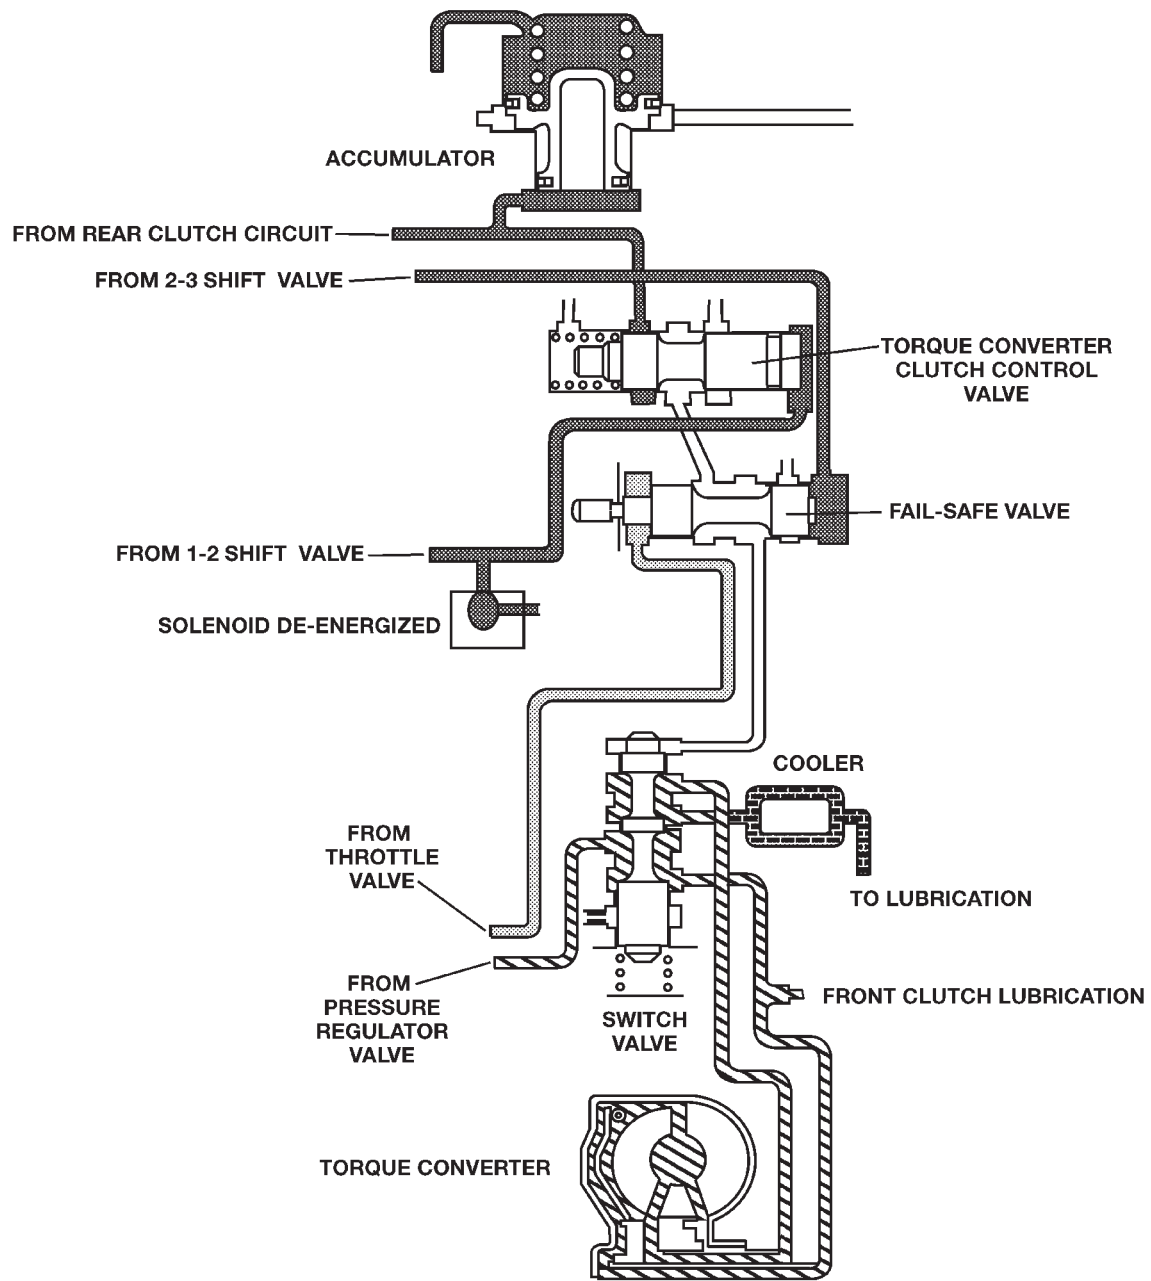 ACCUMULATOR
FROM REAR CLUTCH CIRCUIT
FROM 2-3 SHIFT VALVE
TORQUE CONVERTER
CLUTCH CONTROL
VALVE
FAIL-SAFE VALVE
FROM 1-2 SHIFT VALVE
SOLENOID DE-ENERGIZED
COOLER
FROM
THROTTLE
VALVE
TO LUBRICATION
FROM
PRESSURE
REGULATOR
VALVE
FRONT CLUTCH LUBRICATION
SWITCH
VALVE
TORQUE CONVERTER